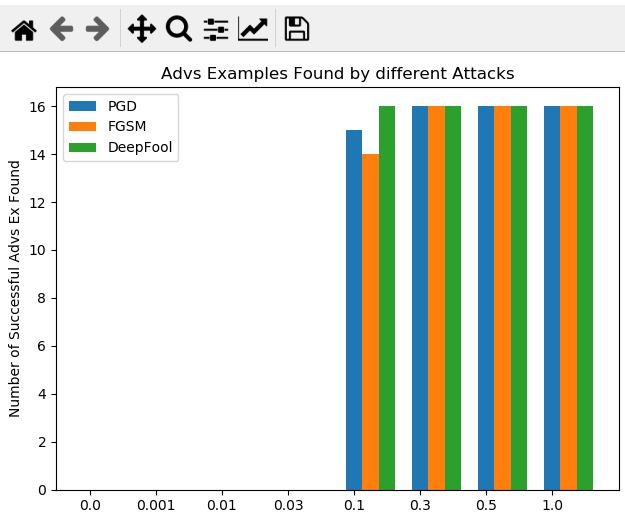 Advs Examples Found by different Attacks
PGD
FGSM
DeepFool
Number of Successful Advs Ex Found
16
14
12
10
8
6
4
2
0
0.0 0.001 0.01 0.03 0.1 0.3 0.5 1.0